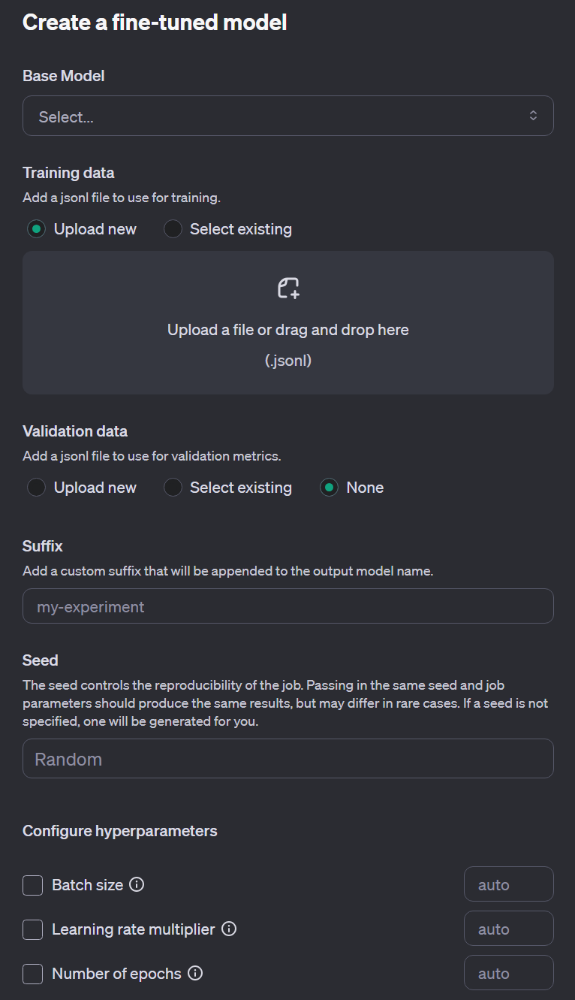 Create a fine-tuned model
Base Model
Select...
Training data
Add a jsonl file to use for training.
Upload new
Select existing
Upload a file or drag and drop here
(.jsonl)
Validation data
Add a jsonl file to use for validation metrics.
Upload new
Select existing
None
Suffix
Add a custom suffix that will be appended to the output model name.
my-experiment
Seed
The seed controls the reproducibility of the job. Passing in the same seed and job
parameters should produce the same results, but may differ in rare cases. If a seed is not
specified, one will be generated for you.
Random
Configure hyperparameters
Batch size
auto
Learning rate multiplier
auto
Number of epochs
auto